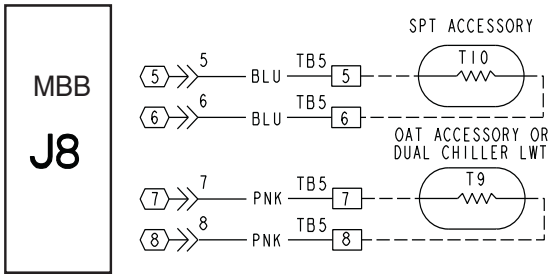 SPT ACCESSORY
MBB
J8
5 5 BLU TB5 5 T10
6 6 BLU TB5 6
OAT ACCESSORY OR
DUAL CHILLER LWT
7 7 PNK TB5 7 T9
8 8 PNK TB5 8